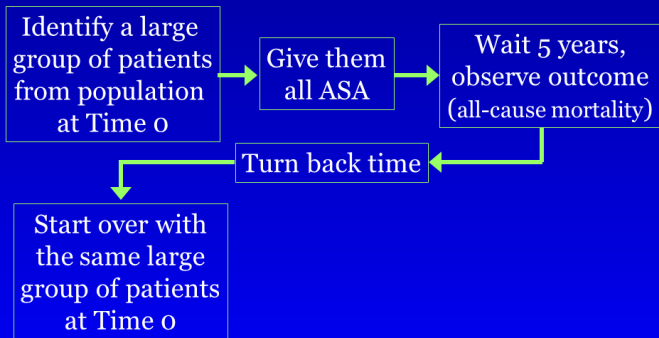 Identify a large
group of patients
from population
at Time 0
Give them
all ASA
Wait 5 years,
observe outcome
(all-cause mortality)
Turn back time
Start over with
the same large
group of patients
at Time 0